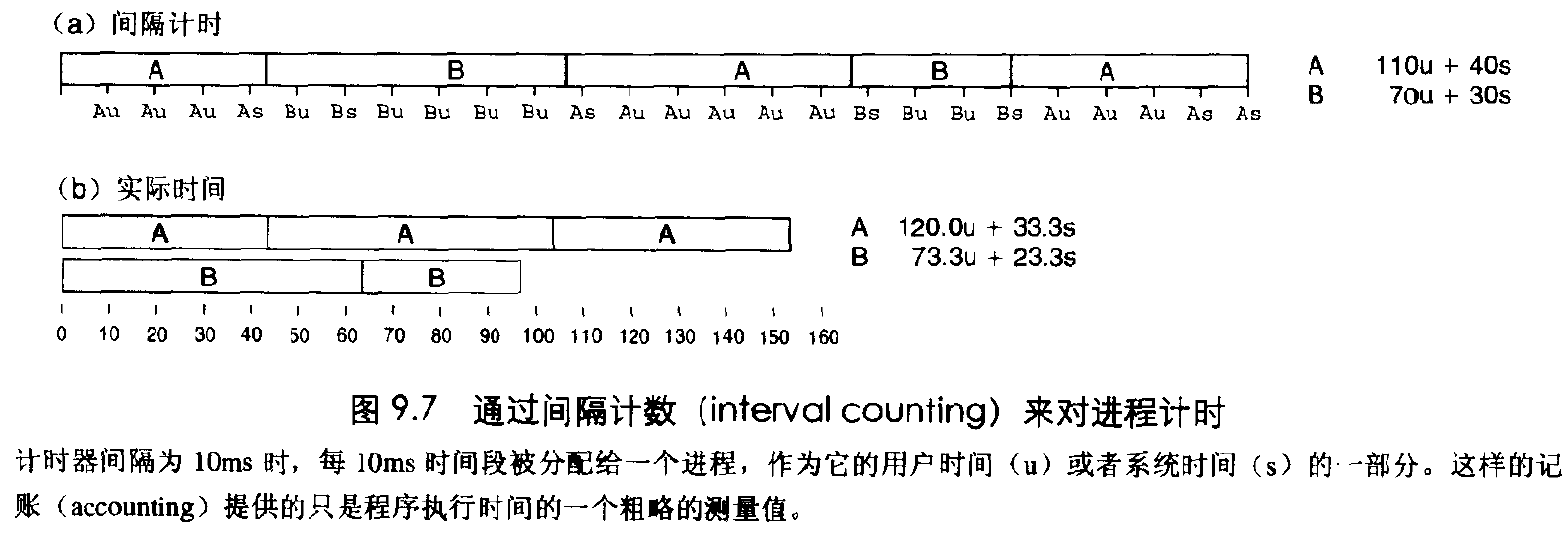 （a）间隔计时
A B A B A
A 110u + 40s
B 70u + 30s
Au Au Au As Bu Bs Bu Bu Bu Bu As Au Au Au Au Au Bs Bu Bu Bs Au Au Au As As
（b）实际时间
A A A
A 120.0u + 33.3s
B B
B 73.3u + 23.3s
0 10 20 30 40 50 60 70 80 90 100 110 120 130 140 150 160
图 9.7 通过间隔计数（interval counting）来对进程计时
计时器间隔为 10ms 时，每 10ms 时间段被分配给一个进程，作为它的用户时间（u）或者系统时间（s）的一部分。这样的记
账（accounting）提供的只是程序执行时间的一个粗略的测量值。